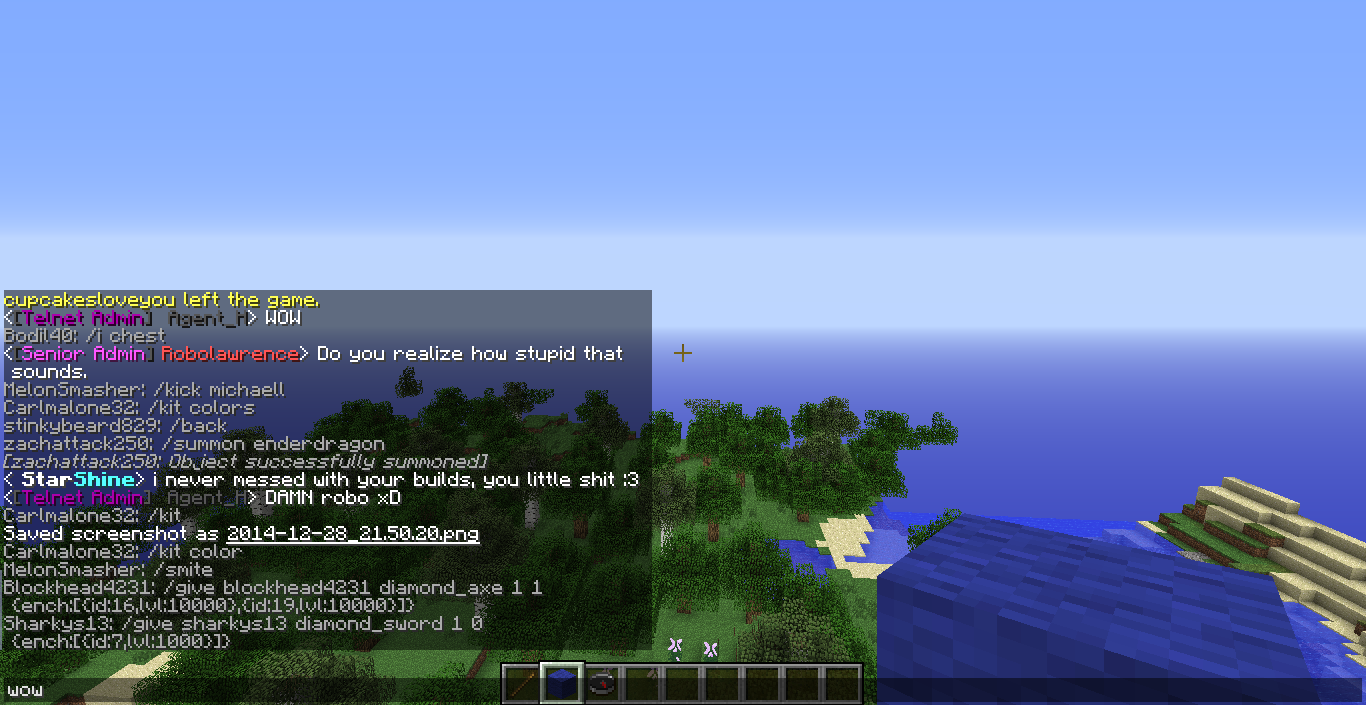 cupcakesloveyou left the game.
<[Telnet Admin] Agent_H> WOW
Bodil40: /i chest
<[Senior Admin] Robolawrence> Do you realize how stupid that
sounds.
MelonSmasher: /kick michaell
Carlmalone32: /kit colors
stinkybeard829: /back
zachattack250: /summon enderdragon
[zachattack250: Object successfully summoned]
< StarShine> i never messed with your builds, you little shit :3
<[Telnet Admin] Agent_H> DAMN robo xD
Carlmalone32: /kit
Saved screenshot as 2014-12-28_21.50.20.png
Carlmalone32: /kit color
MelonSmasher: /smite
Blockhead4231: /give blockhead4231 diamond_axe 1 1
{ench:[{id:16,lvl:10000},{id:19,lvl:10000}]}
Sharkys13: /give sharkys13 diamond_sword 1 0
{ench:[{id:7,lvl:1000}]}
wow